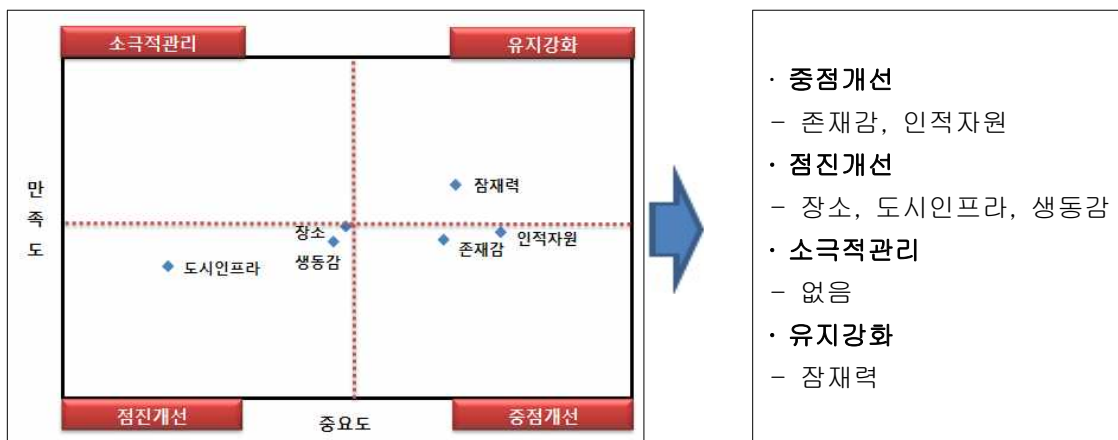 소극적관리
유지강화
만
족
도
잠재력
장소
인적자원
존재감
생동감
도시인프라
점진개선
중요도
중점개선
· 중점개선
- 존재감, 인적자원
· 점진개선
- 장소, 도시인프라, 생동감
· 소극적관리
- 없음
· 유지강화
- 잠재력